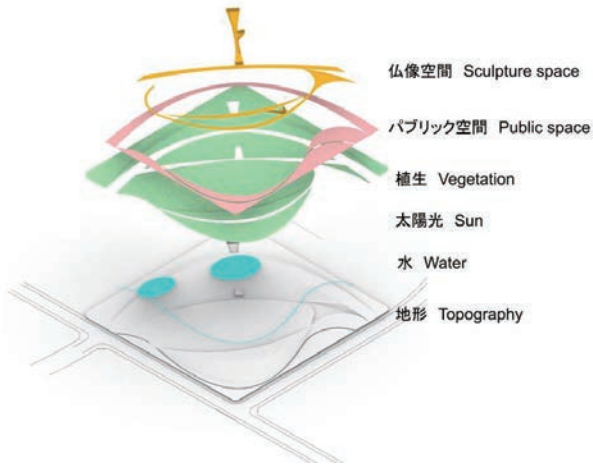 仏像空間 Sculpture space
パブリック空間 Public space
植生 Vegetation
太陽光 Sun
水 Water
地形 Topography